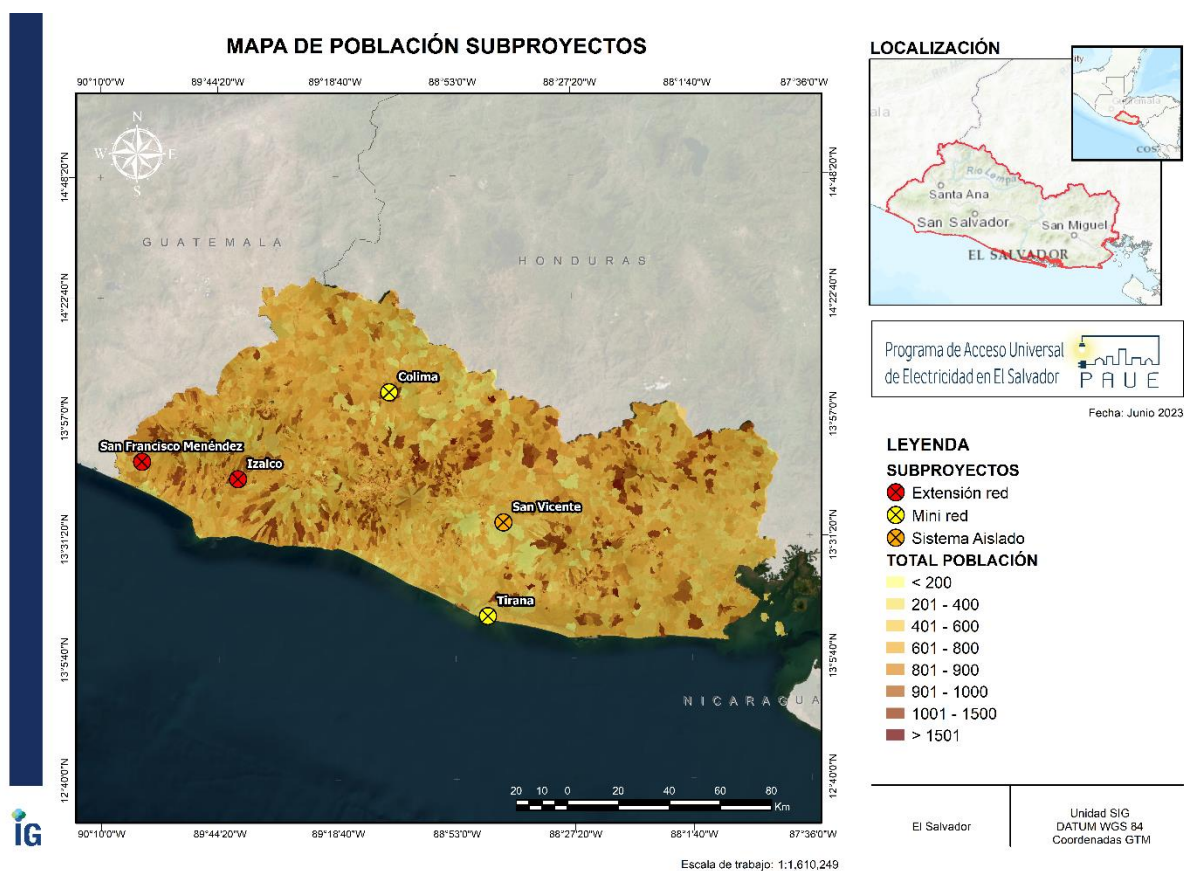 MAPA DE POBLACIÓN SUBPROYECTOS
90°10'0"W 89°44'20"W 89°18'40"W 88°53'0"W 88°27'20"W 88°1'40"W 87°36'0"W
14°48'20"N
14°22'40"N
13°57'0"N
13°31'20"N
13°5'40"N
12°40'0"N
N
W E
S
GUATEMALA
HONDURAS
Colima
San Francisco Menéndez
Izalco
San Vicente
Tirana
NICARAGUA
20 10 0 20 40 60 80
Km
14°48'20"N
14°22'40"N
13°57'0"N
13°31'20"N
13°5'40"N
12°40'0"N
90°10'0"W 89°44'20"W 89°18'40"W 88°53'0"W 88°27'20"W 88°1'40"W 87°36'0"W
Escala de trabajo: 1:1,610,249
IG
LOCALIZACIÓN
ity
Guatemala
COS
ala
Río Lempa
Santa Ana
San Salvador
San Miguel
EL SALVADOR
Programa de Acceso Universal
de Electricidad en El Salvador
PAUE
Fecha: Junio 2023
LEYENDA
SUBPROYECTOS
Extensión red
Mini red
Sistema Aislado
TOTAL POBLACIÓN
< 200
201 - 400
401 - 600
601 - 800
801 - 900
901 - 1000
1001 - 1500
> 1501
El Salvador
Unidad SIG
DATUM WGS 84
Coordenadas GTM